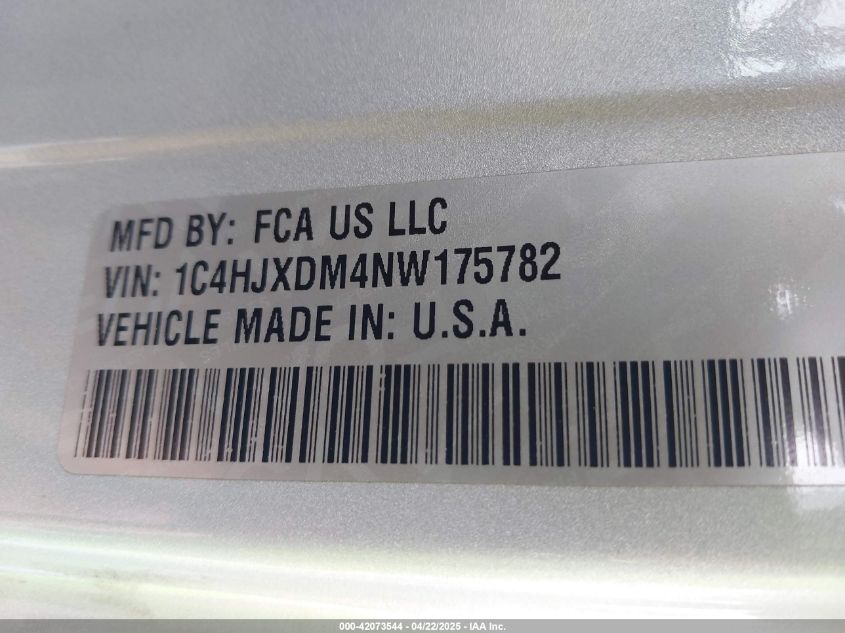 MFD BY: FCA US LLC
VIN: 1C4HJXDM4NW175782
VEHICLE MADE IN: U.S.A.
000-42073544 - 04/22/2025 - IAA Inc.